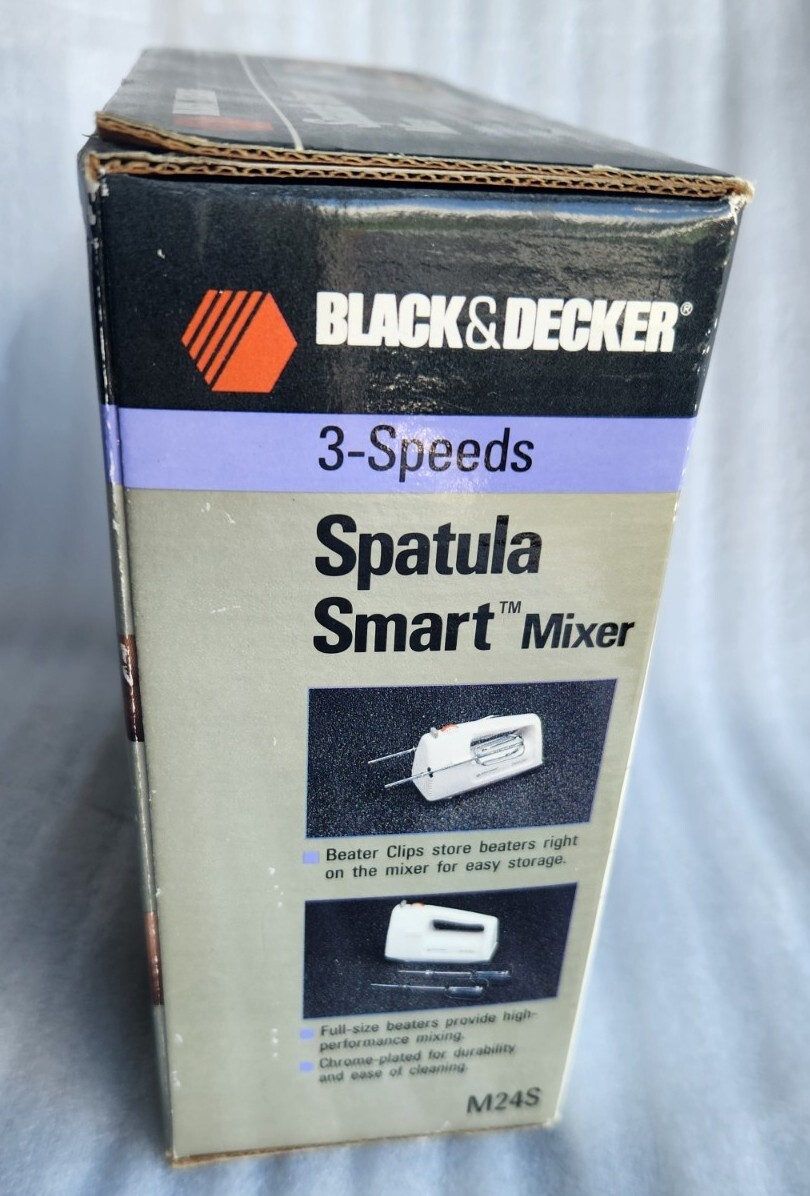 BLACK&DECKER®
3-Speeds
Spatula
Smart™ Mixer
Beater Clips store beaters right
on the mixer for easy storage.
Full-size beaters provide high-
performance mixing.
Chrome-plated for durability
and ease of cleaning.
M24S